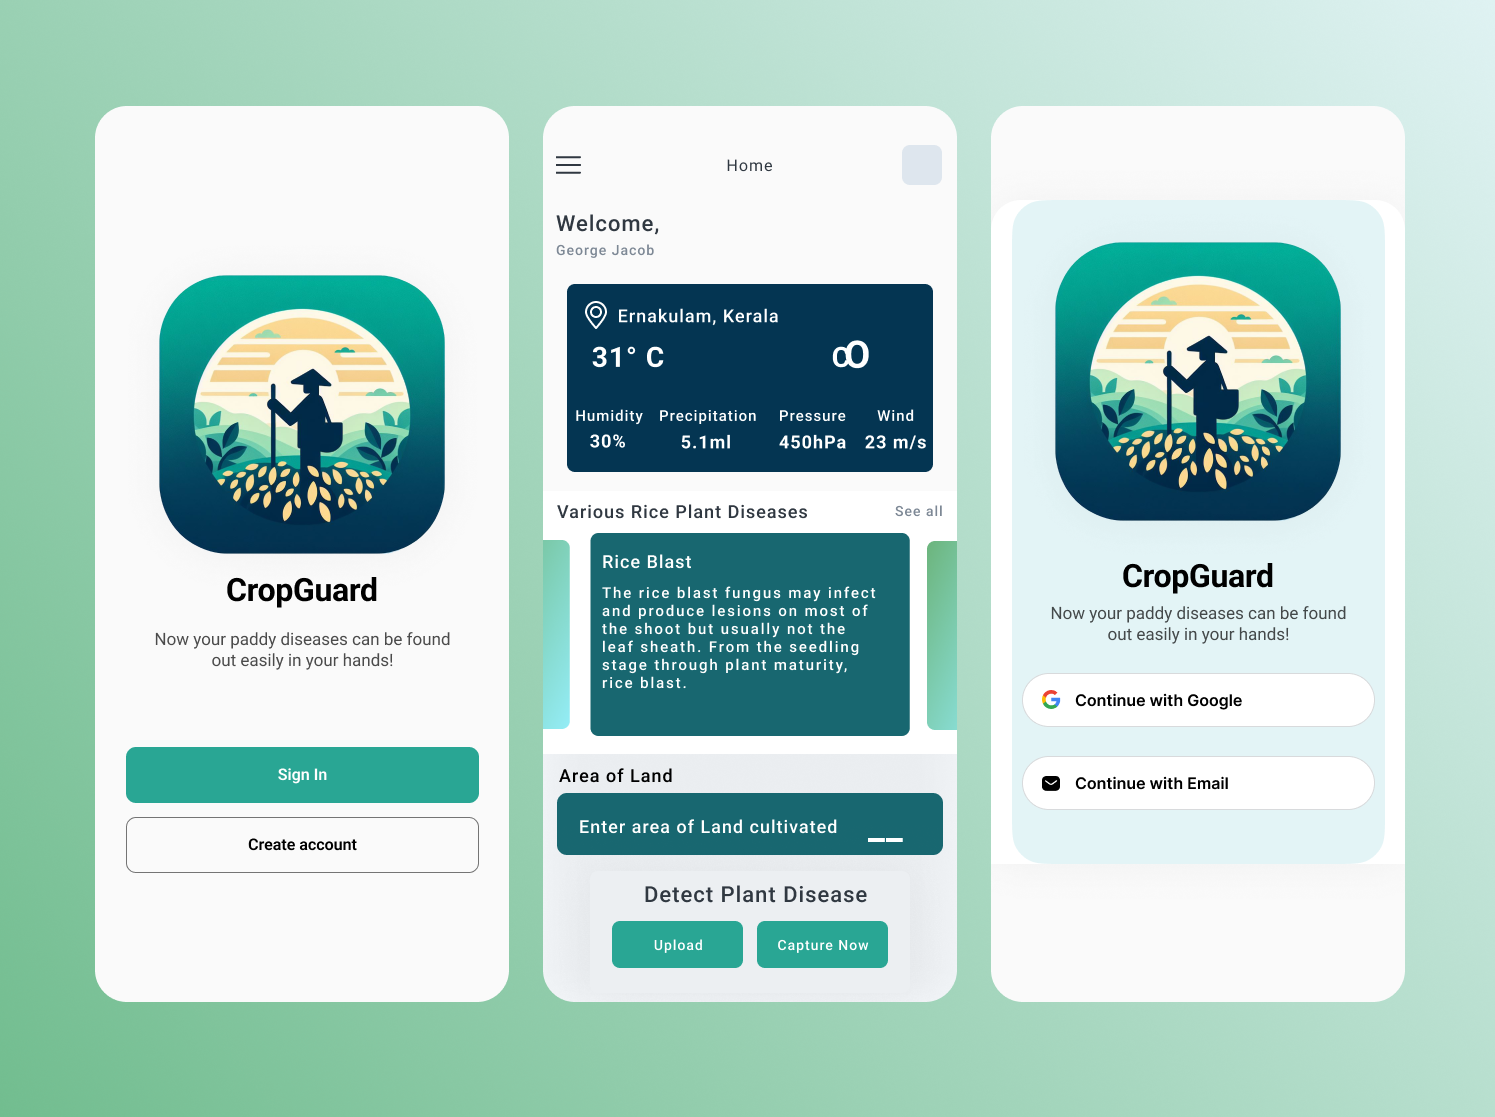 CropGuard
Now your paddy diseases can be found
out easily in your hands!
Sign In
Create account
Home
Welcome,
George Jacob
Ernakulam, Kerala
31° C
Humidity Precipitation Pressure Wind
30% 5.1ml 450hPa 23 m/s
Various Rice Plant Diseases See all
Rice Blast
The rice blast fungus may infect
and produce lesions on most of
the shoot but usually not the
leaf sheath. From the seedling
stage through plant maturity,
rice blast.
Area of Land
Enter area of Land cultivated __
Detect Plant Disease
Upload Capture Now
CropGuard
Now your paddy diseases can be found
out easily in your hands!
Continue with Google
Continue with Email